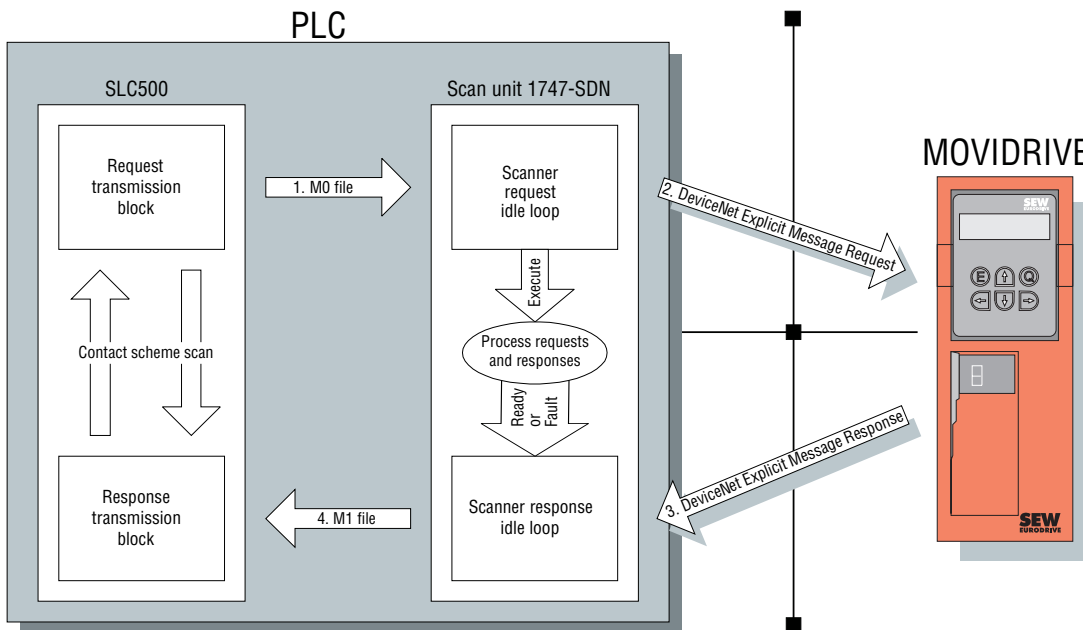 PLC
SLC500
Scan unit 1747-SDN
Request
transmission
block
1. M0 file
Scanner
request
idle loop
2. DeviceNet Explicit Message Request
MOVIDRIVE
SEW
EURODRIVE
E
Q
Execute
Contact scheme scan
Process requests
and responses
Ready
or
Fault
3. DeviceNet Explicit Message Response
Response
transmission
block
4. M1 file
Scanner response
idle loop
SEW
EURODRIVE